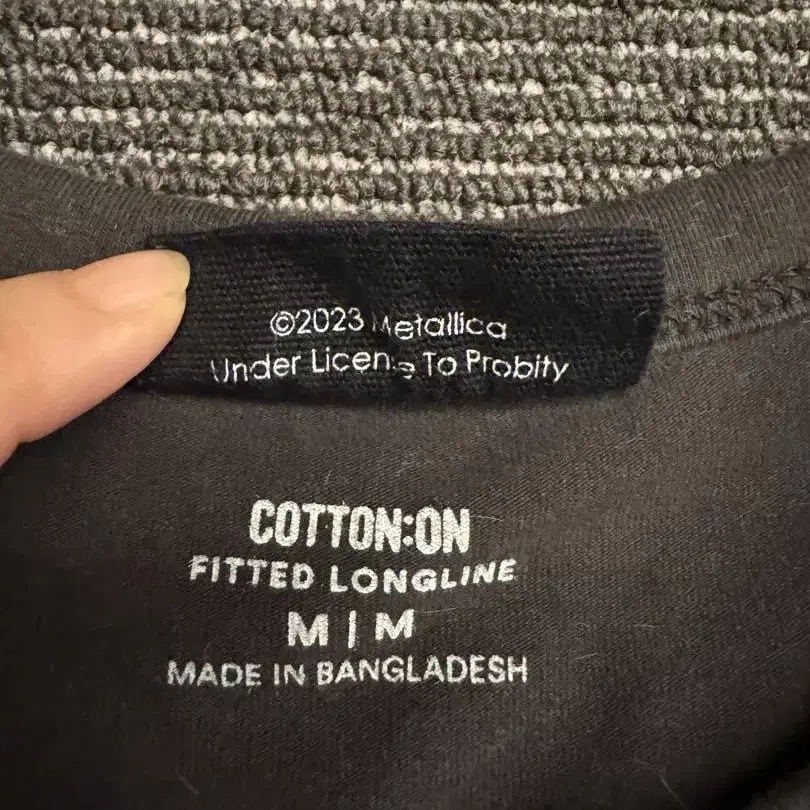 ©2023 Metallica
Under License To Probity
COTTON:ON
FITTED LONGLINE
M | M
MADE IN BANGLADESH